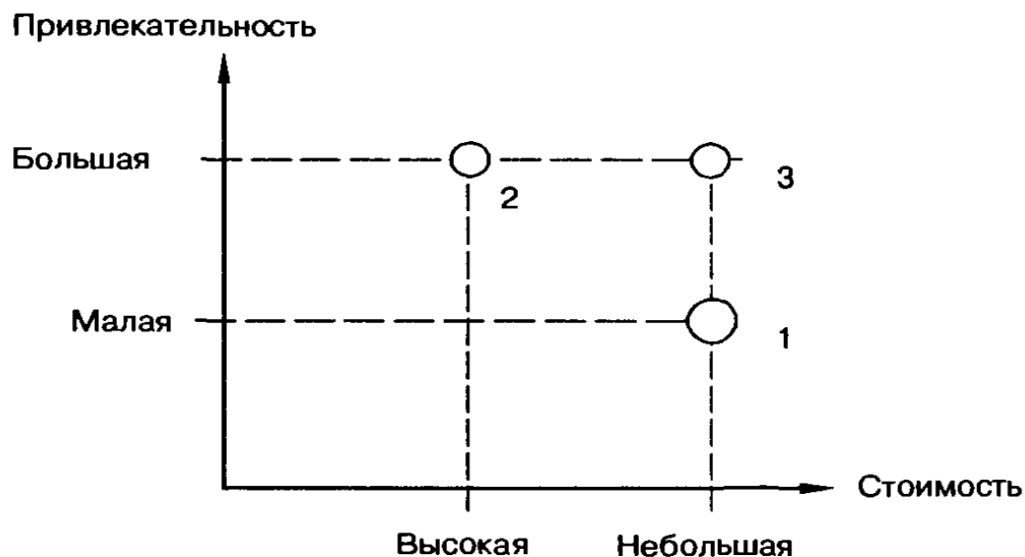 Привлекательность
Большая
2
3
Малая
1
Стоимость
Высокая
Небольшая